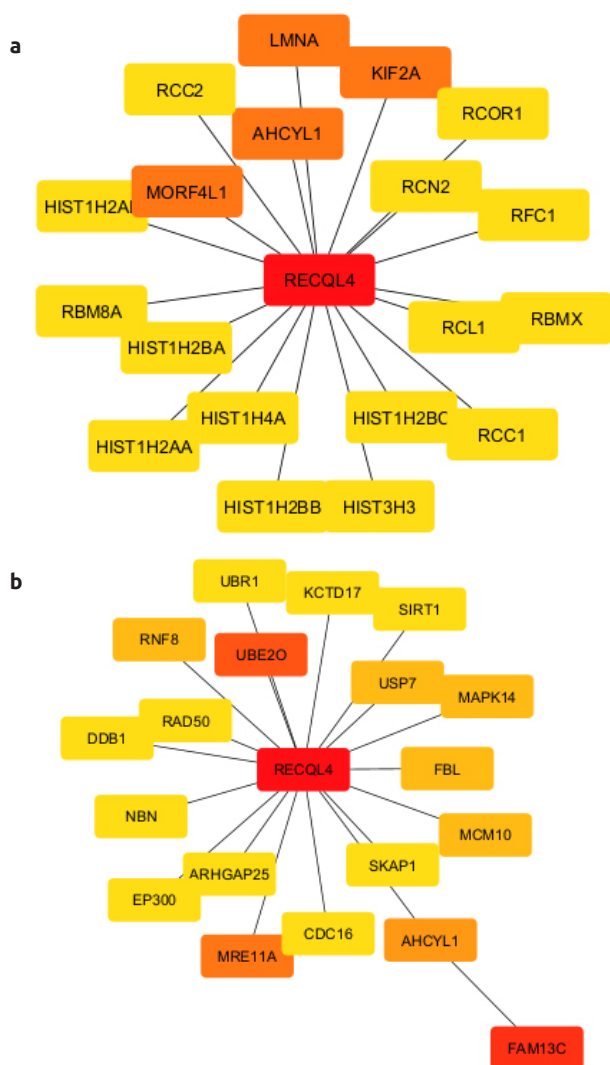 a
LMNA
KIF2A
RCC2
RCOR1
AHCYL1
RCN2
MORF4L1
HIST1H2A
RFC1
RECQL4
RBM8A
RCL1
RBMX
HIST1H2BA
HIST1H4A
HIST1H2BC
RCC1
HIST1H2AA
HIST1H2BB
HIST3H3
b
UBR1
KCTD17
SIRT1
RNF8
UBE2O
USP7
MAPK14
RAD50
DDB1
RECQL4
FBL
NBN
MCM10
ARHGAP25
SKAP1
EP300
CDC16
AHCYL1
MRE11A
FAM13C